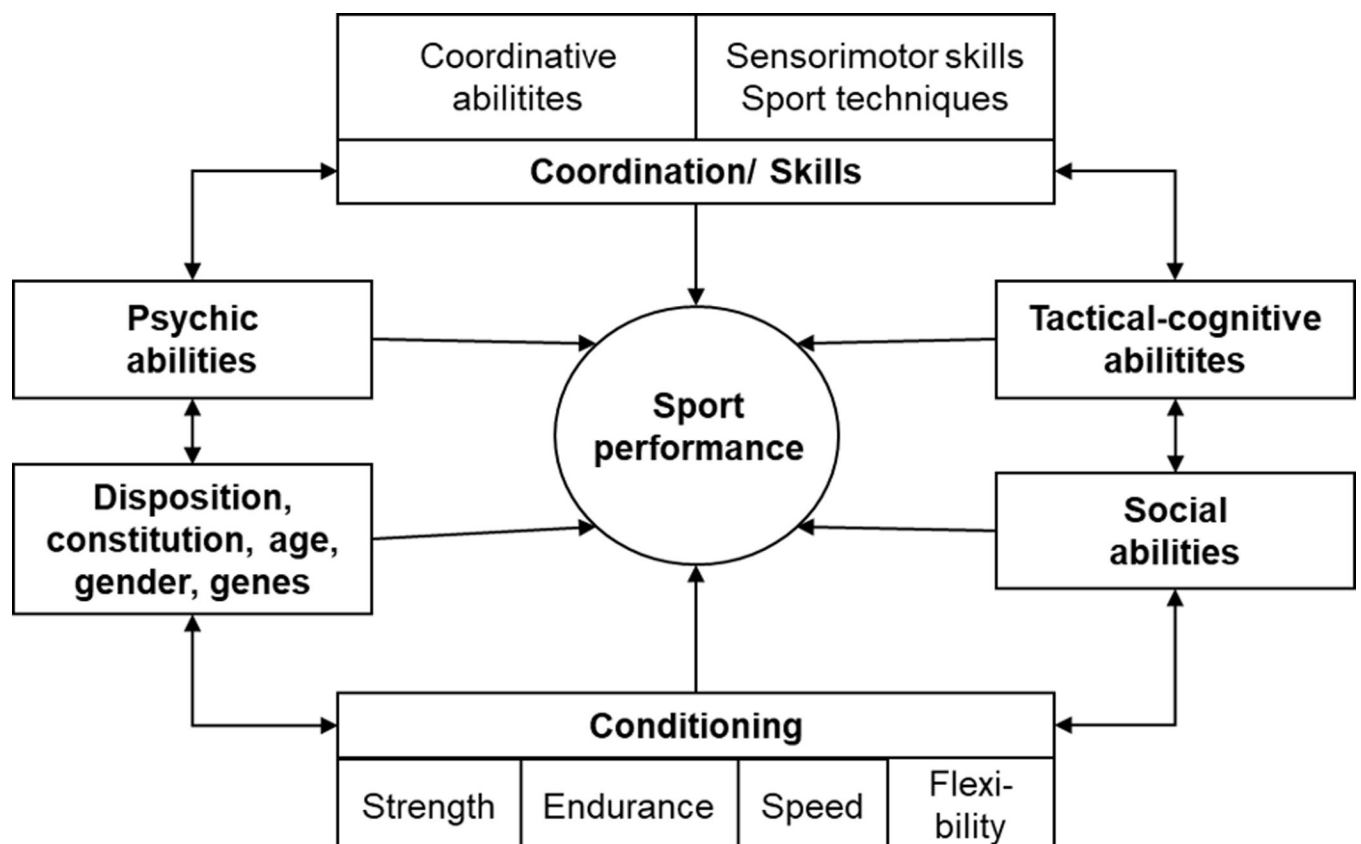 Coordinative
abilitites
Sensorimotor skills
Sport techniques
Coordination/ Skills
Psychic
abilities
Tactical-cognitive
abilitites
Sport
performance
Disposition,
constitution, age,
gender, genes
Social
abilities
Conditioning
Strength
Endurance
Speed
Flexi-
bility